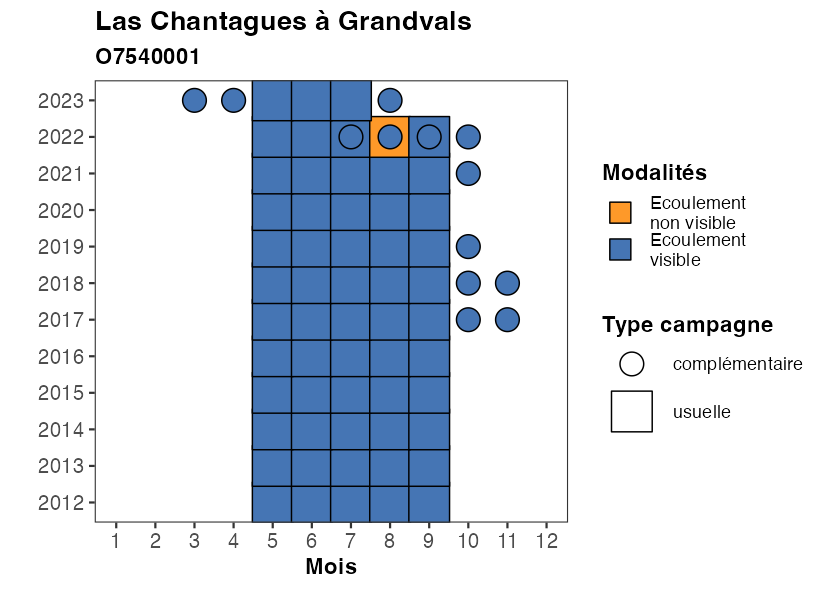 Las Chantagues à Grandvals
O7540001
2023
2022
2021
2020
2019
2018
2017
2016
2015
2014
2013
2012
1 2 3 4 5 6 7 8 9 10 11 12
Mois
Modalités
Ecoulement
non visible
Ecoulement
visible
Type campagne
complémentaire
usuelle